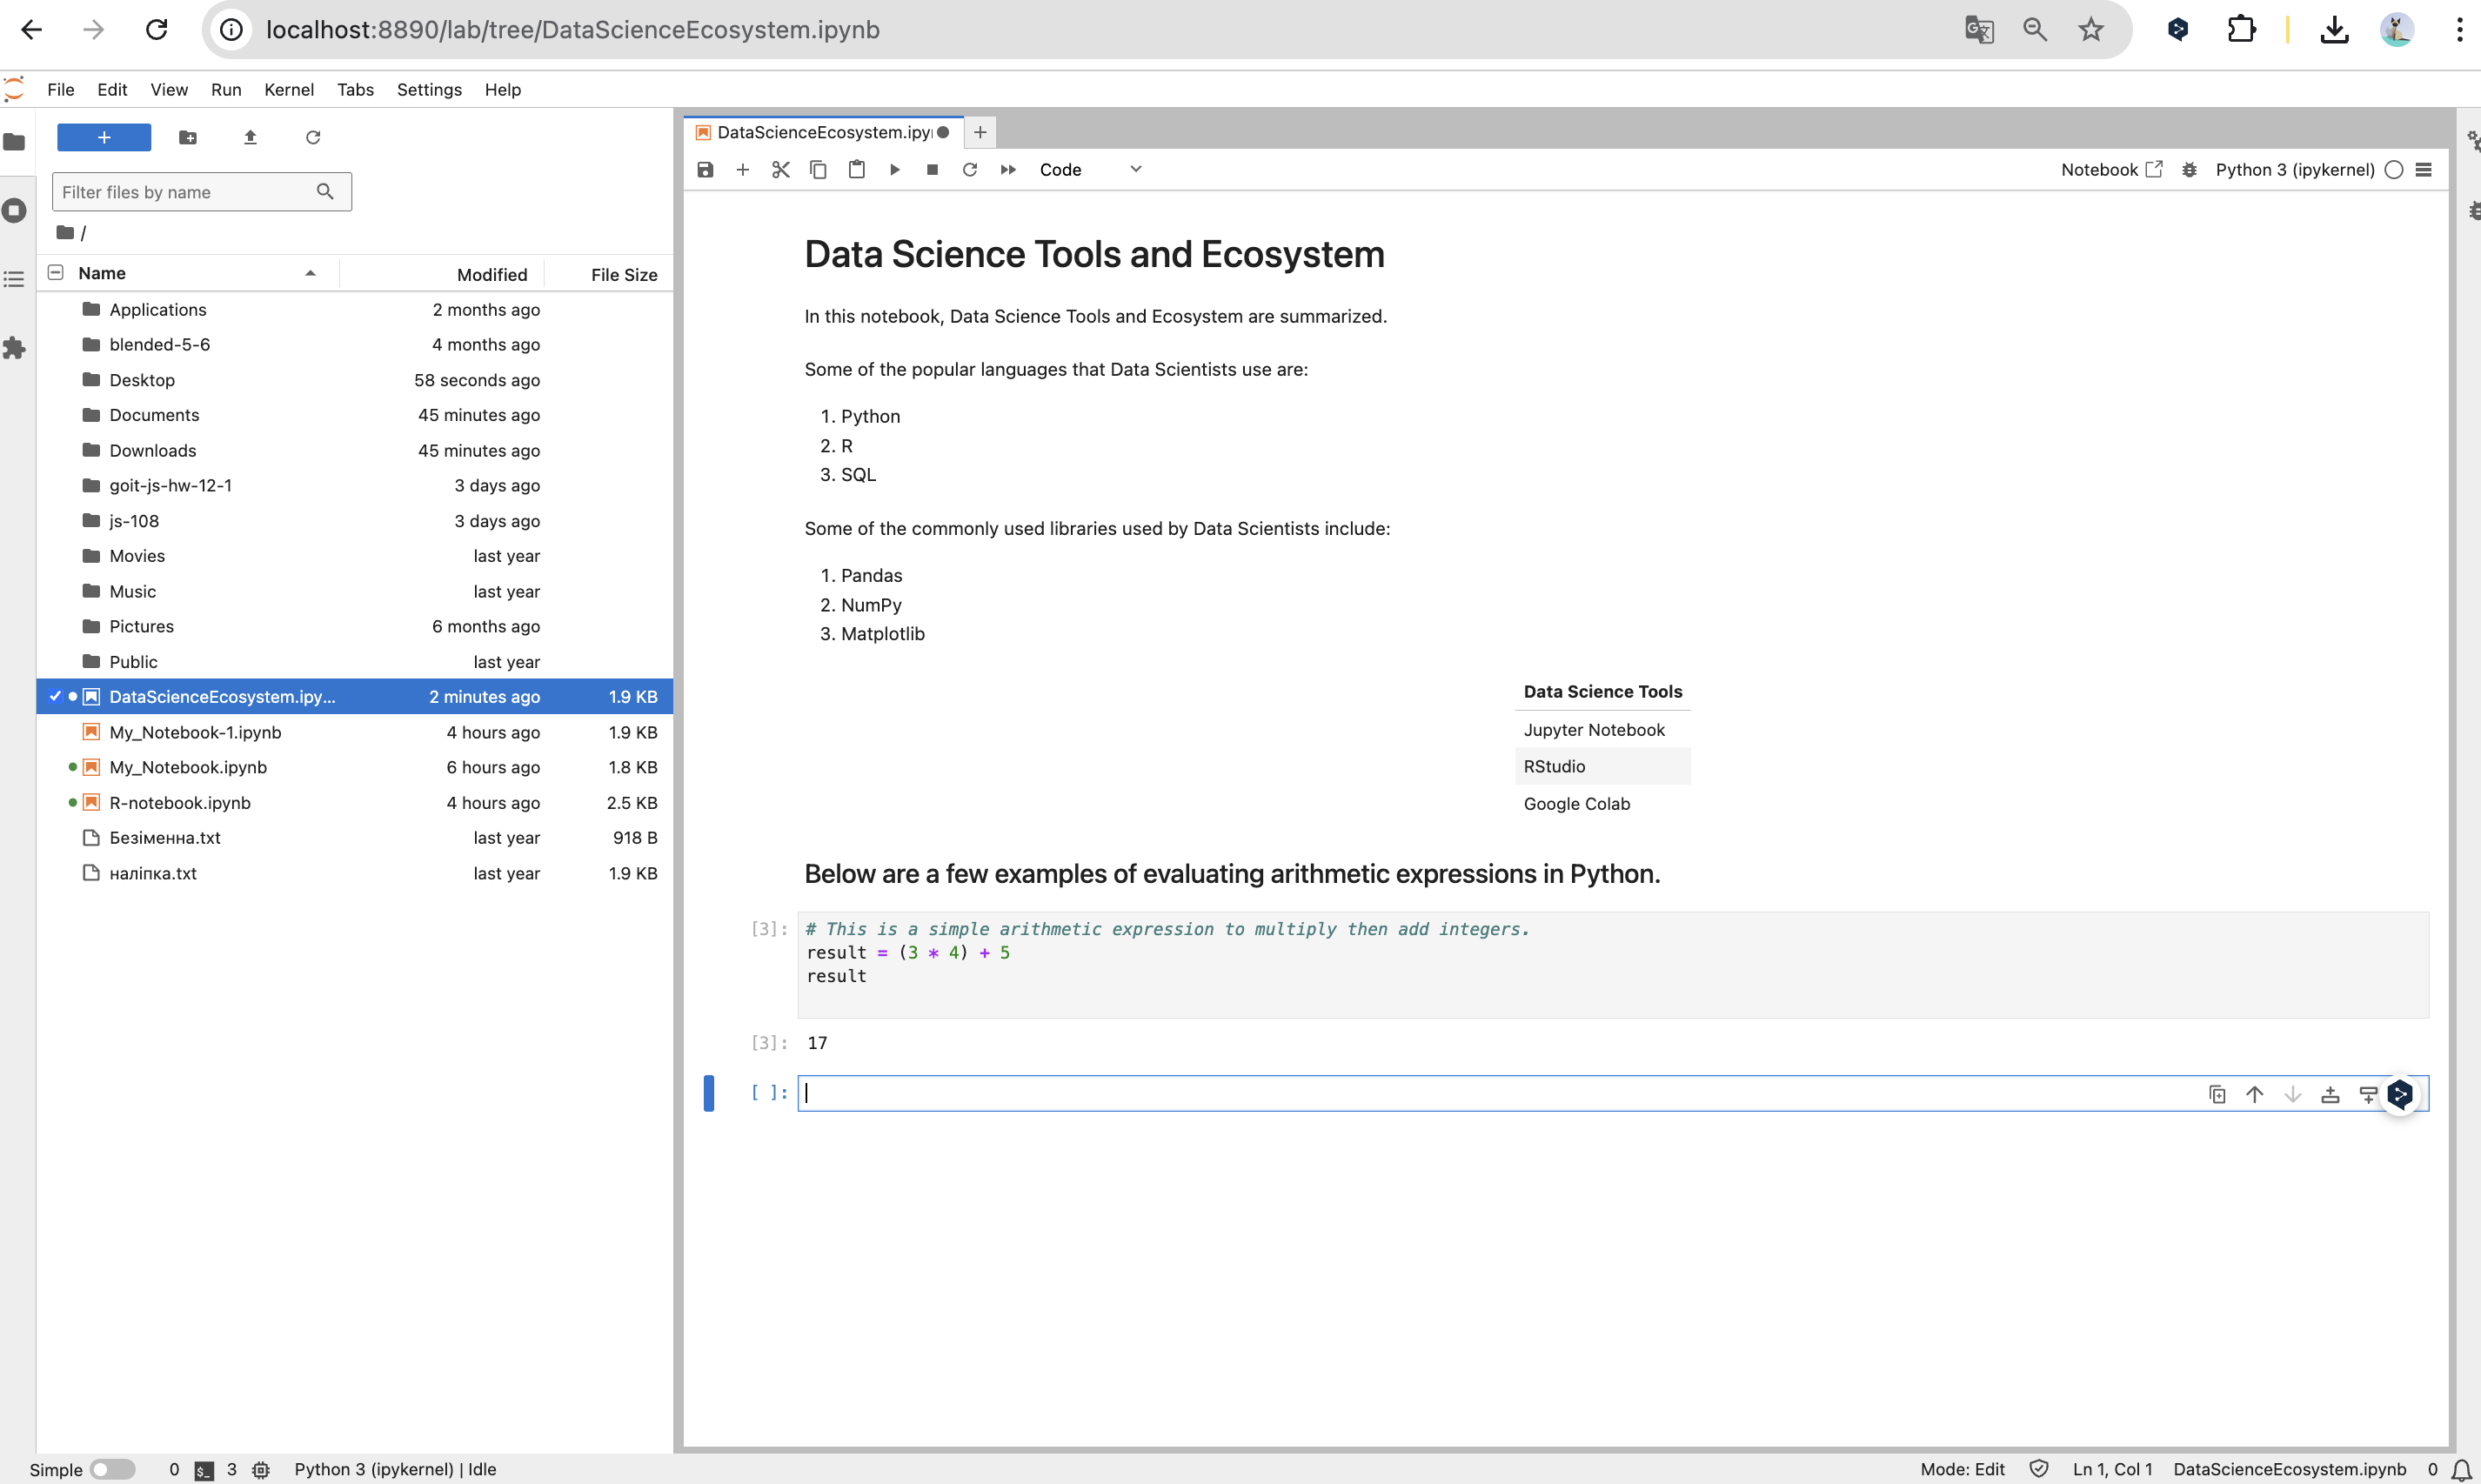 localhost:8890/lab/tree/DataScienceEcosystem.ipynb
File Edit View Run Kernel Tabs Settings Help
Filter files by name
/
Name Modified File Size
Applications 2 months ago
blended-5-6 4 months ago
Desktop 58 seconds ago
Documents 45 minutes ago
Downloads 45 minutes ago
goit-js-hw-12-1 3 days ago
js-108 3 days ago
Movies last year
Music last year
Pictures 6 months ago
Public last year
DataScienceEcosystem.ipy... 2 minutes ago 1.9 KB
My_Notebook-1.ipynb 4 hours ago 1.9 KB
My_Notebook.ipynb 6 hours ago 1.8 KB
R-notebook.ipynb 4 hours ago 2.5 KB
Безіменна.txt last year 918 B
наліпка.txt last year 1.9 KB
DataScienceEcosystem.ipyn
Code
Notebook Python 3 (ipykernel)
Data Science Tools and Ecosystem
In this notebook, Data Science Tools and Ecosystem are summarized.
Some of the popular languages that Data Scientists use are:
1. Python
2. R
3. SQL
Some of the commonly used libraries used by Data Scientists include:
1. Pandas
2. NumPy
3. Matplotlib
Data Science Tools
Jupyter Notebook
RStudio
Google Colab
Below are a few examples of evaluating arithmetic expressions in Python.
[3]: # This is a simple arithmetic expression to multiply then add integers.
result = (3 * 4) + 5
result
[3]: 17
[ ]:
Simple 0 $_ 3 Python 3 (ipykernel) | Idle
Mode: Edit Ln 1, Col 1 DataScienceEcosystem.ipynb 0